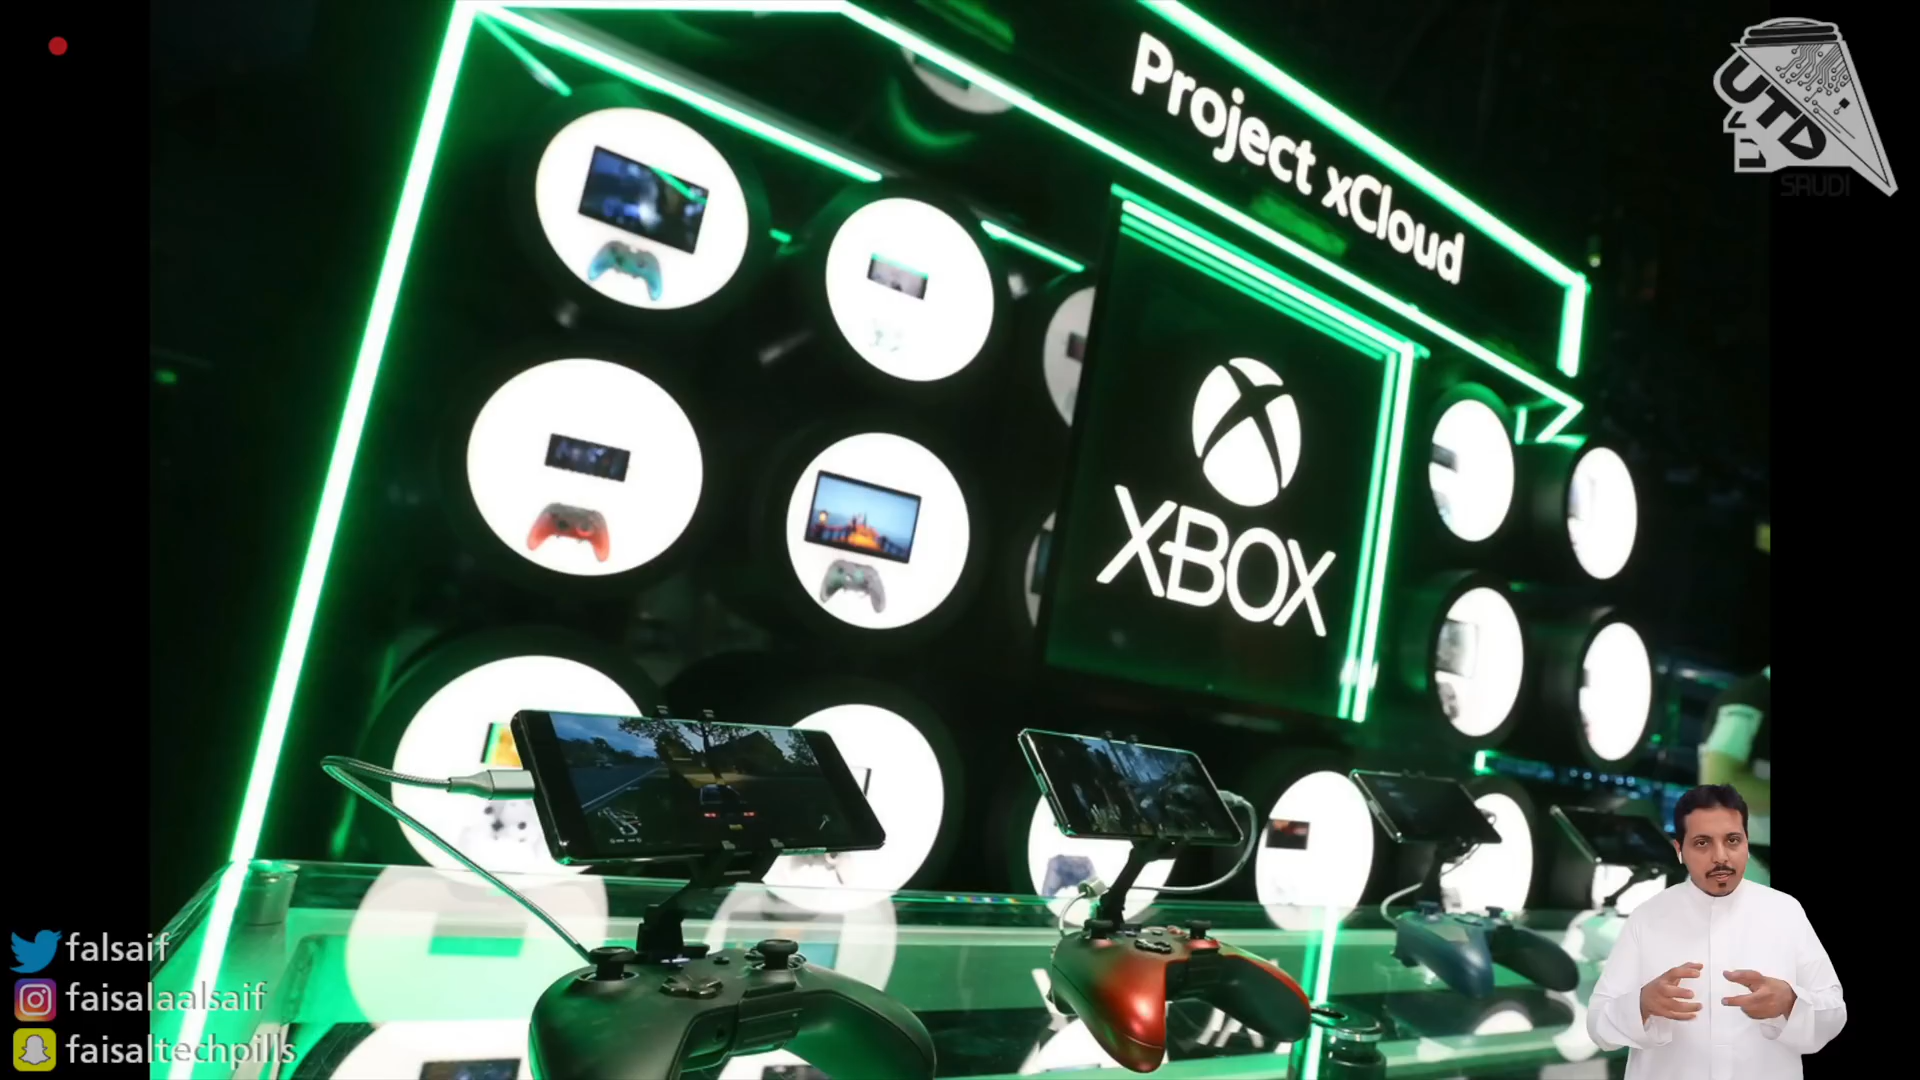 Project xCloud
XBOX
UTD
SAUDI
falsaif
faisalaalsaif
faisaltechpills